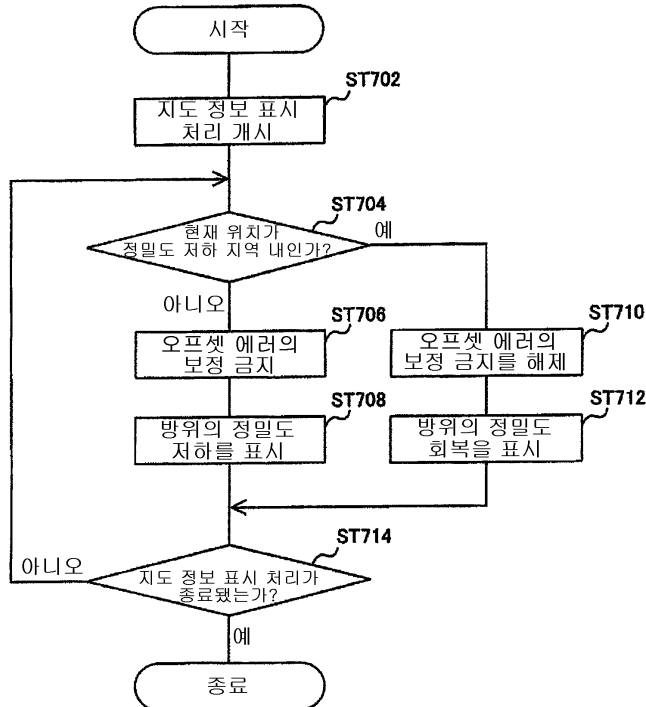 시작
ST702
지도 정보 표시
처리 개시
ST704
현재 위치가
정밀도 저하 지역 내인가?
예
아니오
ST706
오프셋 에러의
보정 금지
ST710
오프셋 에러의
보정 금지를 해제
ST708
방위의 정밀도
저하를 표시
ST712
방위의 정밀도
회복을 표시
ST714
지도 정보 표시 처리가
종료됐는가?
아니오
예
종료